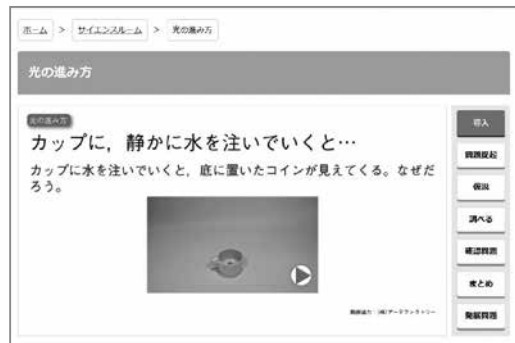 ホーム > サイエンスルーム > 光の進み方
光の進み方
光の進み方
カップに，静かに水を注いでいくと…
カップに水を注いでいくと，底に置いたコインが見えてくる。なぜだ
ろう。
導入
問題提起
仮説
調べる
確認問題
まとめ
発展問題